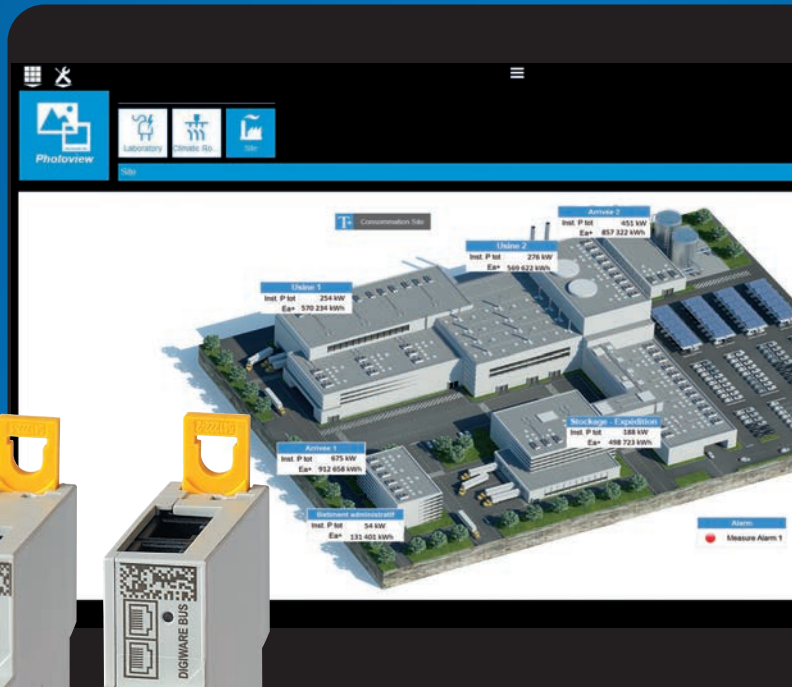 Photoview
Laboratory
Climatic Ro...
Site
Site
T
Consommation Site
Arrivée 2
Inst. P tot 451 kW
Ea+ 857 322 kWh
Usine 2
Inst. P tot 276 kW
Ea+ 569 622 kWh
Usine 1
Inst. P tot 254 kW
Ea+ 570 234 kWh
Stockage - Expédition
Inst. P tot 188 kW
Ea+ 498 723 kWh
Arrivée 1
Inst. P tot 675 kW
Ea+ 912 658 kWh
Batiment administratif
Inst. P tot 54 kW
Ea+ 131 401 kWh
Alarm
Measure Alarm 1
DIGIWARE BUS